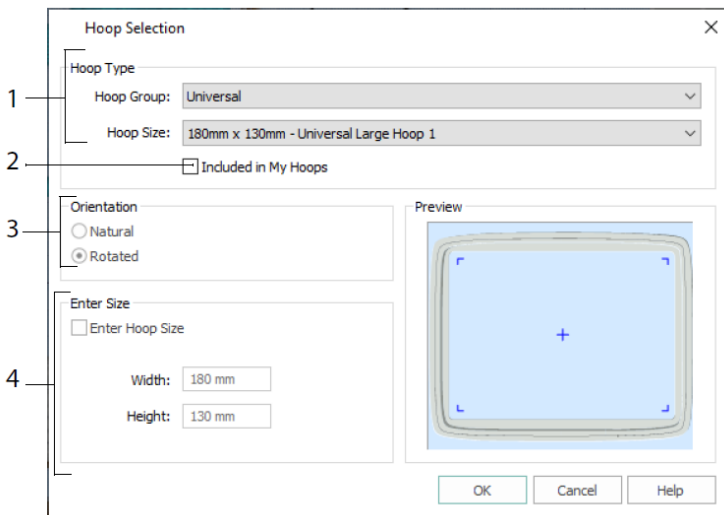 Hoop Selection
Hoop Type
1
Hoop Group: Universal
Hoop Size: 180mm x 130mm - Universal Large Hoop 1
2
Included in My Hoops
Orientation
3
Natural
Rotated
Preview
Enter Size
Enter Hoop Size
4
Width: 180 mm
Height: 130 mm
OK Cancel Help